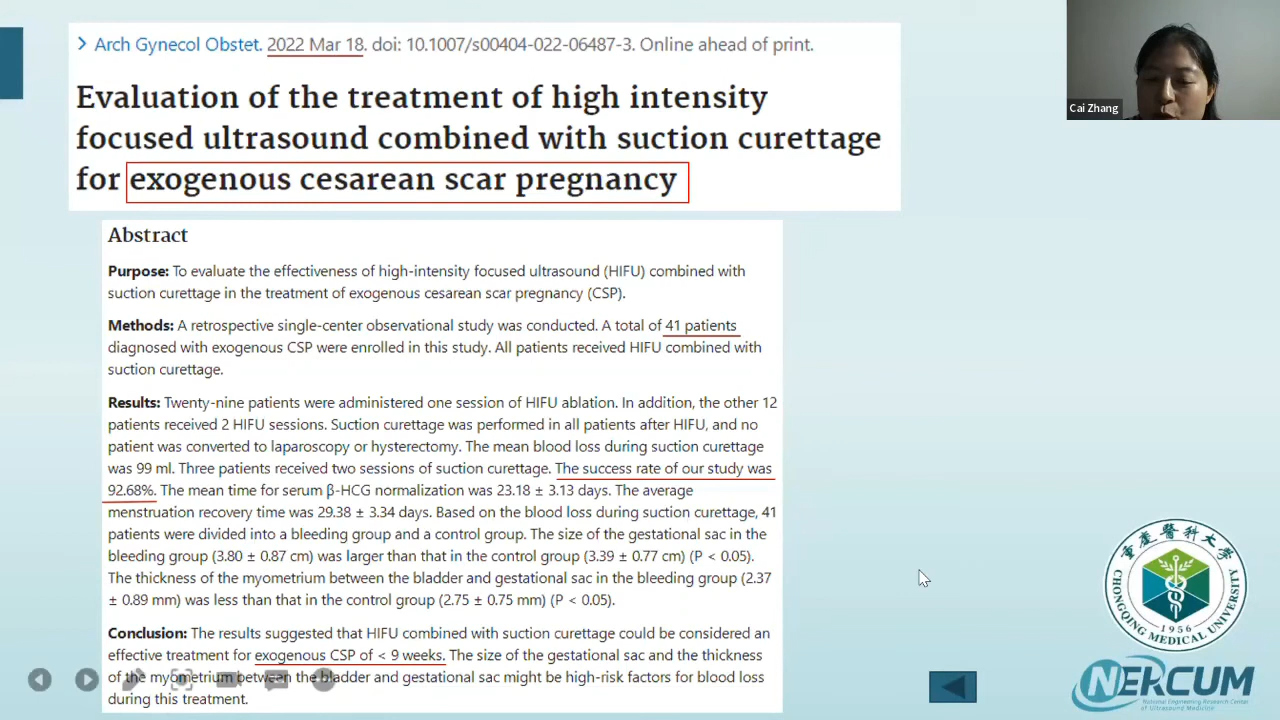 Arch Gynecol Obstet. 2022 Mar 18. doi: 10.1007/s00404-022-06487-3. Online ahead of print.
Evaluation of the treatment of high intensity
focused ultrasound combined with suction curettage
for exogenous cesarean scar pregnancy
Cai Zhang
Abstract
Purpose: To evaluate the effectiveness of high-intensity focused ultrasound (HIFU) combined with
suction curettage in the treatment of exogenous cesarean scar pregnancy (CSP).
Methods: A retrospective single-center observational study was conducted. A total of 41 patients
diagnosed with exogenous CSP were enrolled in this study. All patients received HIFU combined with
suction curettage.
Results: Twenty-nine patients were administered one session of HIFU ablation. In addition, the other 12
patients received 2 HIFU sessions. Suction curettage was performed in all patients after HIFU, and no
patient was converted to laparoscopy or hysterectomy. The mean blood loss during suction curettage
was 99 ml. Three patients received two sessions of suction curettage. The success rate of our study was
92.68%. The mean time for serum β-HCG normalization was 23.18 ± 3.13 days. The average
menstruation recovery time was 29.38 ± 3.34 days. Based on the blood loss during suction curettage, 41
patients were divided into a bleeding group and a control group. The size of the gestational sac in the
bleeding group (3.80 ± 0.87 cm) was larger than that in the control group (3.39 ± 0.77 cm) (P < 0.05).
The thickness of the myometrium between the bladder and gestational sac in the bleeding group (2.37
± 0.89 mm) was less than that in the control group (2.75 ± 0.75 mm) (P < 0.05).
Conclusion: The results suggested that HIFU combined with suction curettage could be considered an
effective treatment for exogenous CSP of < 9 weeks. The size of the gestational sac and the thickness
of the myometrium between the bladder and gestational sac might be high-risk factors for blood loss
during this treatment.
重慶醫科大學
CHONGQING MEDICAL UNIVERSITY
1956
NERCUM
National Engineering Research Center
of Ultrasound Medicine